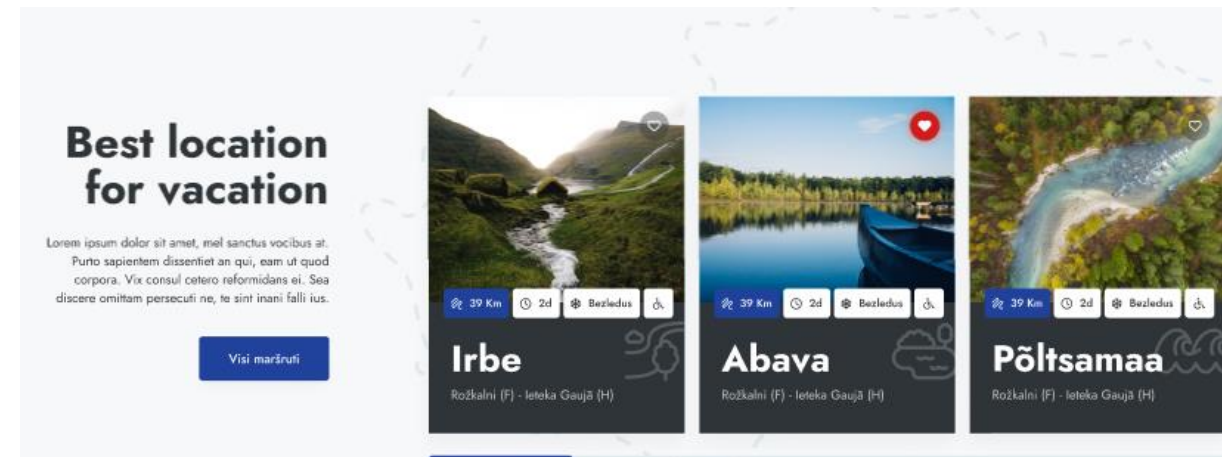 Best location
for vacation
Lorem ipsum dolor sit amet, mel sanctus vocibus at.
Purto sapientem dissentiet an qui, eam ut quod
corpora. Vix consul cetero reformidans ei. Sea
discere omittam persecuti ne, te sint inani falli ius.
Visi maršruti
39 Km 2d Bezledus
Irbe
Rožkalni (F) - Ieteka Gaujā (H)
39 Km 2d Bezledus
Abava
Rožkalni (F) - Ieteka Gaujā (H)
39 Km 2d Bezledus
Põltsamaa
Rožkalni (F) - Ieteka Gaujā (H)